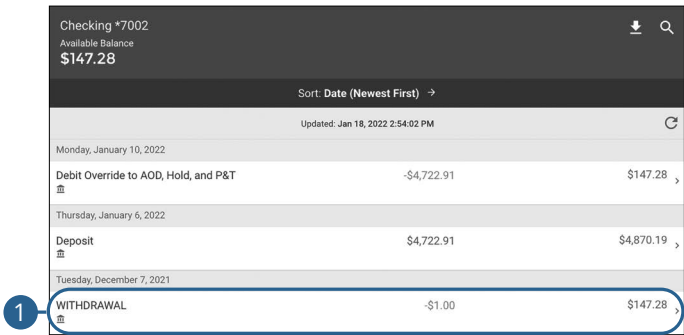 Checking *7002
Available Balance
$147.28
Sort: Date (Newest First)
Updated: Jan 18, 2022 2:54:02 PM
Monday, January 10, 2022
Debit Override to AOD, Hold, and P&T -$4,722.91 $147.28
Thursday, January 6, 2022
Deposit $4,722.91 $4,870.19
Tuesday, December 7, 2021
1 WITHDRAWAL -$1.00 $147.28